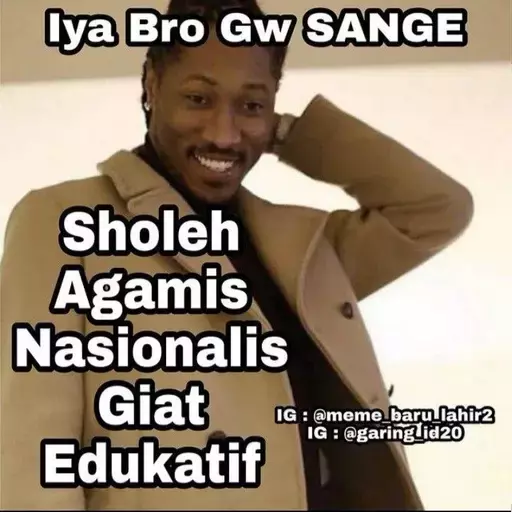 Iya Bro Gw SANGE
Sholeh
Agamis
Nasionalis
Giat
Edukatif
IG : @meme_baru_lahir2
IG : @garing_id20